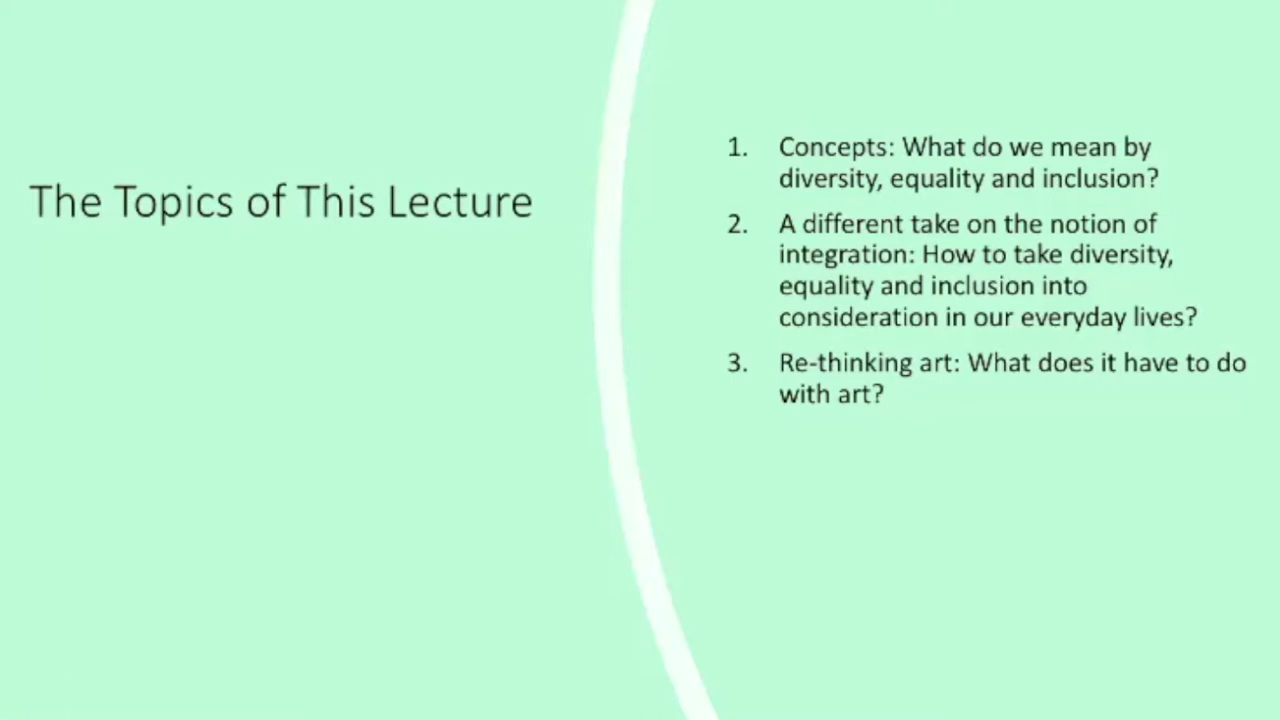 The Topics of This Lecture
1. Concepts: What do we mean by
diversity, equality and inclusion?
2. A different take on the notion of
integration: How to take diversity,
equality and inclusion into
consideration in our everyday lives?
3. Re-thinking art: What does it have to do
with art?